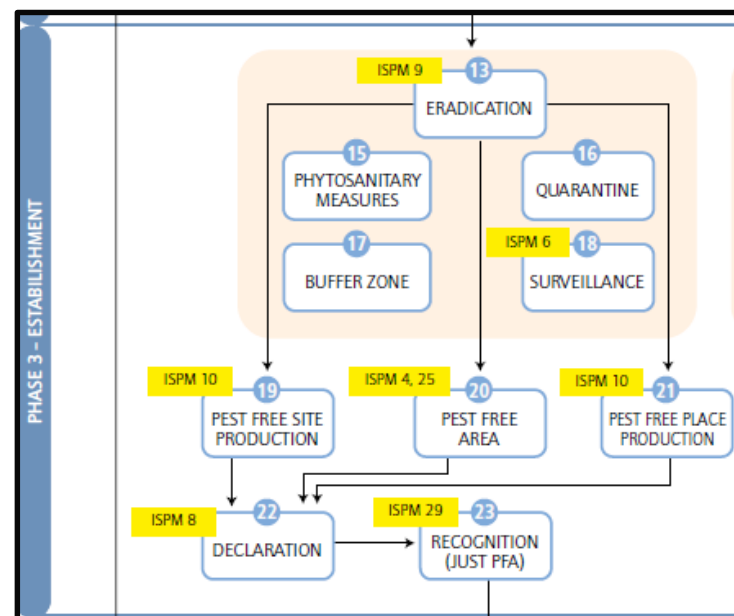 PHASE 3 – ESTABILISHMENT
ISPM 9
13
ERADICATION
15
PHYTOSANITARY
MEASURES
16
QUARANTINE
17
BUFFER ZONE
ISPM 6
18
SURVEILLANCE
ISPM 10
19
PEST FREE SITE
PRODUCTION
ISPM 4, 25
20
PEST FREE
AREA
ISPM 10
21
PEST FREE PLACE
PRODUCTION
ISPM 8
22
DECLARATION
ISPM 29
23
RECOGNITION
(JUST PFA)